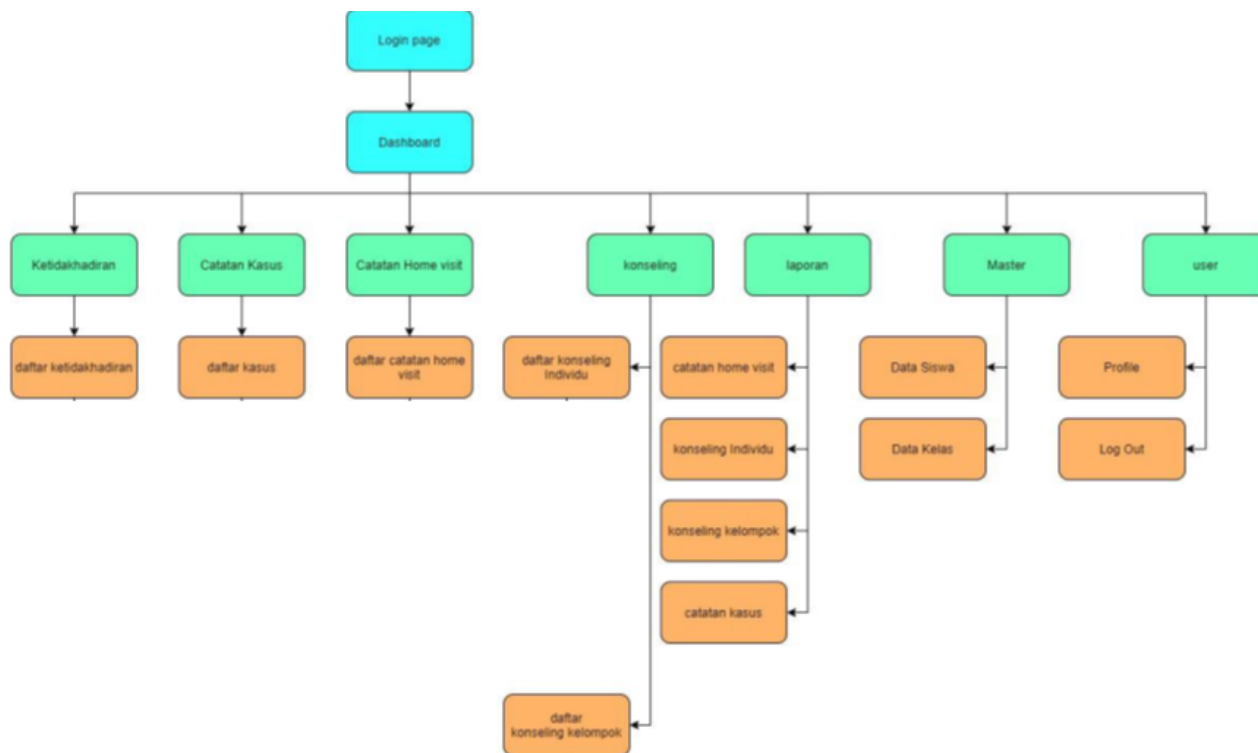 Login page
Dashboard
Ketidakhadiran
Catatan Kasus
Catatan Home visit
konseling
laporan
Master
user
daftar ketidakhadiran
daftar kasus
daftar catatan home
visit
daftar konseling
Individu
catatan home visit
Data Siswa
Profile
konseling Individu
Data Kelas
Log Out
konseling kelompok
catatan kasus
daftar
konseling kelompok